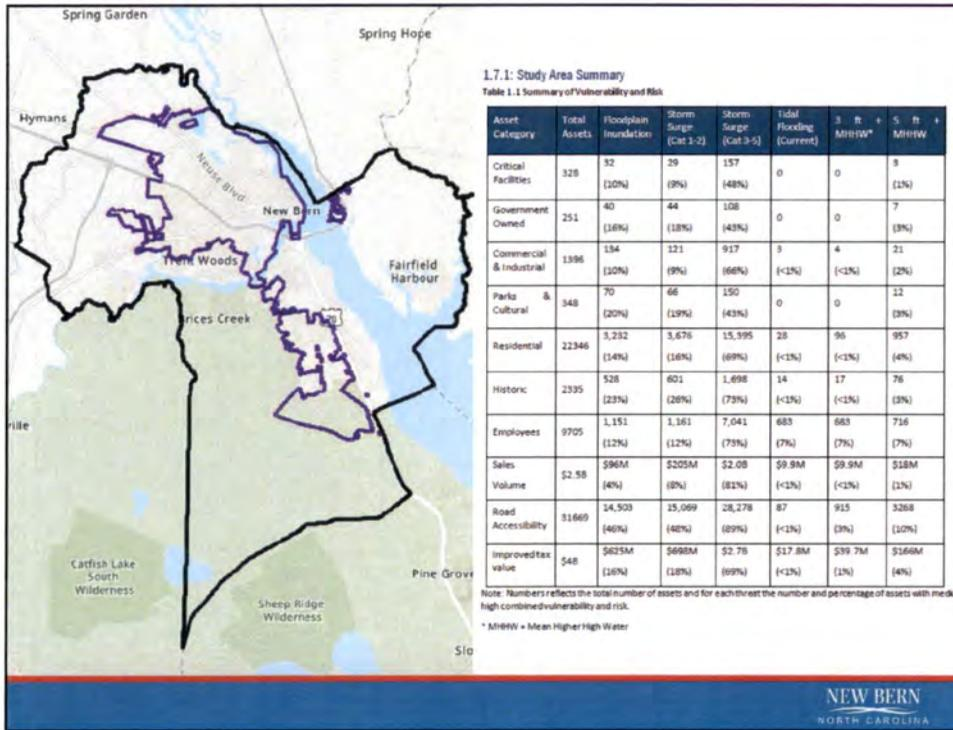 Spring Garden
Spring Hope
Hymans
Neuse Blvd
New Bern
Trent Woods
Fairfield
Harbour
Brices Creek
70
ville
Catfish Lake
South
Wilderness
Sheep Ridge
Wilderness
Pine Grove
Slo
1.7.1: Study Area Summary
Table 1.1 Summary of Vulnerability and Risk
Asset Category Total Assets Floodplain Inundation Storm Surge (Cat 1-2) Storm Surge (Cat 3-5) Tidal Flooding (Current) 3 ft + MHHW* 5 ft + MHHW
Critical Facilities 328 32 (10%) 29 (9%) 157 (48%) 0 0 3 (1%)
Government Owned 251 40 (16%) 44 (18%) 108 (43%) 0 0 7 (3%)
Commercial & Industrial 1396 134 (10%) 121 (9%) 917 (66%) 3 (<1%) 4 (<1%) 21 (2%)
Parks & Cultural 348 70 (20%) 66 (19%) 150 (43%) 0 0 12 (3%)
Residential 22346 3,232 (14%) 3,676 (16%) 15,395 (69%) 28 (<1%) 96 (<1%) 957 (4%)
Historic 2335 528 (23%) 601 (26%) 1,698 (73%) 14 (<1%) 17 (<1%) 76 (3%)
Employees 9705 1,151 (12%) 1,161 (12%) 7,041 (73%) 683 (7%) 683 (7%) 716 (7%)
Sales Volume $2.5B $96M (4%) $205M (8%) $2.0B (81%) $9.9M (<1%) $9.9M (<1%) $18M (1%)
Road Accessibility 31669 14,503 (46%) 15,069 (48%) 28,278 (89%) 87 (<1%) 915 (3%) 3268 (10%)
Improved tax value $4B $625M (16%) $698M (18%) $2.7B (69%) $17.8M (<1%) $39.7M (1%) $166M (4%)
Note: Numbers reflects the total number of assets and for each threat the number and percentage of assets with medi
high combined vulnerability and risk.
* MHHW = Mean Higher High Water
NEW BERN
NORTH CAROLINA